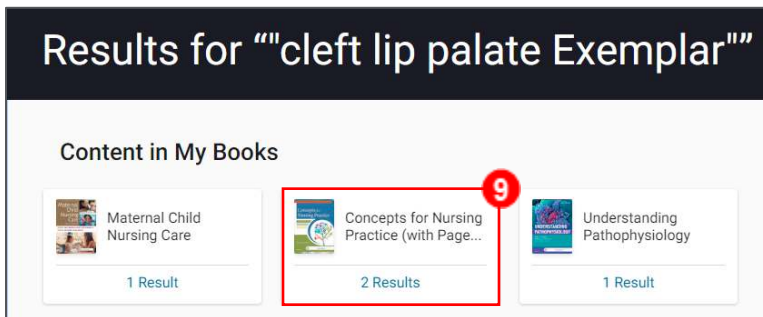 Results for “"cleft lip palate Exemplar"”
Content in My Books
9
Maternal Child
Nursing Care
1 Result
Concepts for Nursing
Practice (with Page...
2 Results
Understanding
Pathophysiology
1 Result